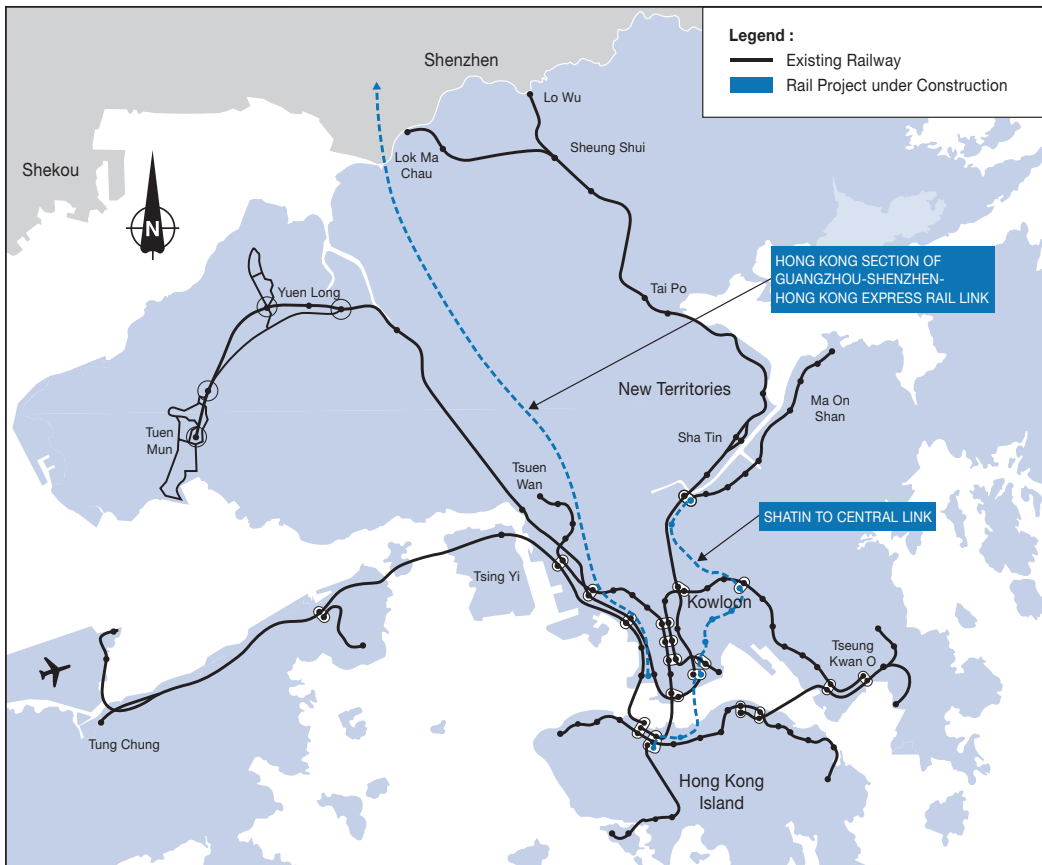 Legend :
Existing Railway
Rail Project under Construction
Shenzhen
Lo Wu
Lok Ma
Chau
Sheung Shui
Shekou
N
HONG KONG SECTION OF
GUANGZHOU-SHENZHEN-
HONG KONG EXPRESS RAIL LINK
Yuen Long
Tai Po
New Territories
Ma On
Shan
Tuen
Mun
Sha Tin
Tsuen
Wan
SHATIN TO CENTRAL LINK
Tsing Yi
Kowloon
Tseung
Kwan O
Tung Chung
Hong Kong
Island